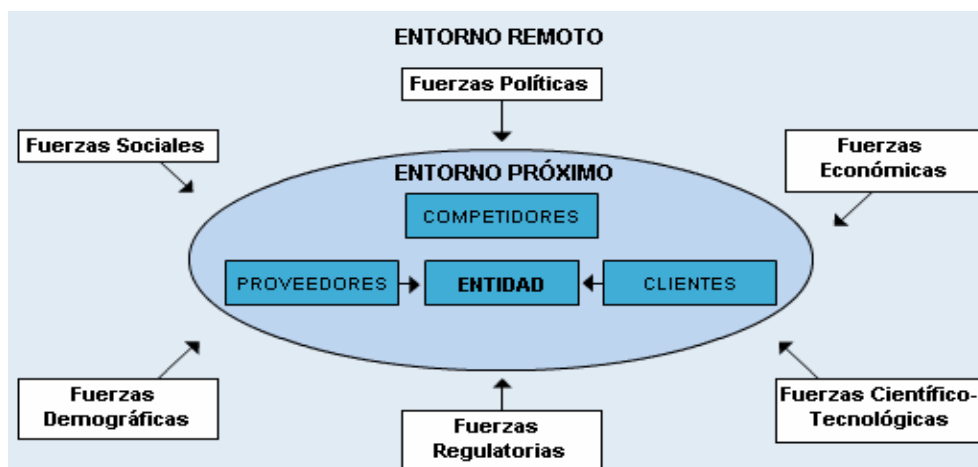 ENTORNO REMOTO
Fuerzas Políticas
Fuerzas Sociales
Fuerzas
Económicas
ENTORNO PRÓXIMO
COMPETIDORES
PROVEEDORES
ENTIDAD
CLIENTES
Fuerzas
Demográficas
Fuerzas
Regulatorias
Fuerzas Científico-
Tecnológicas